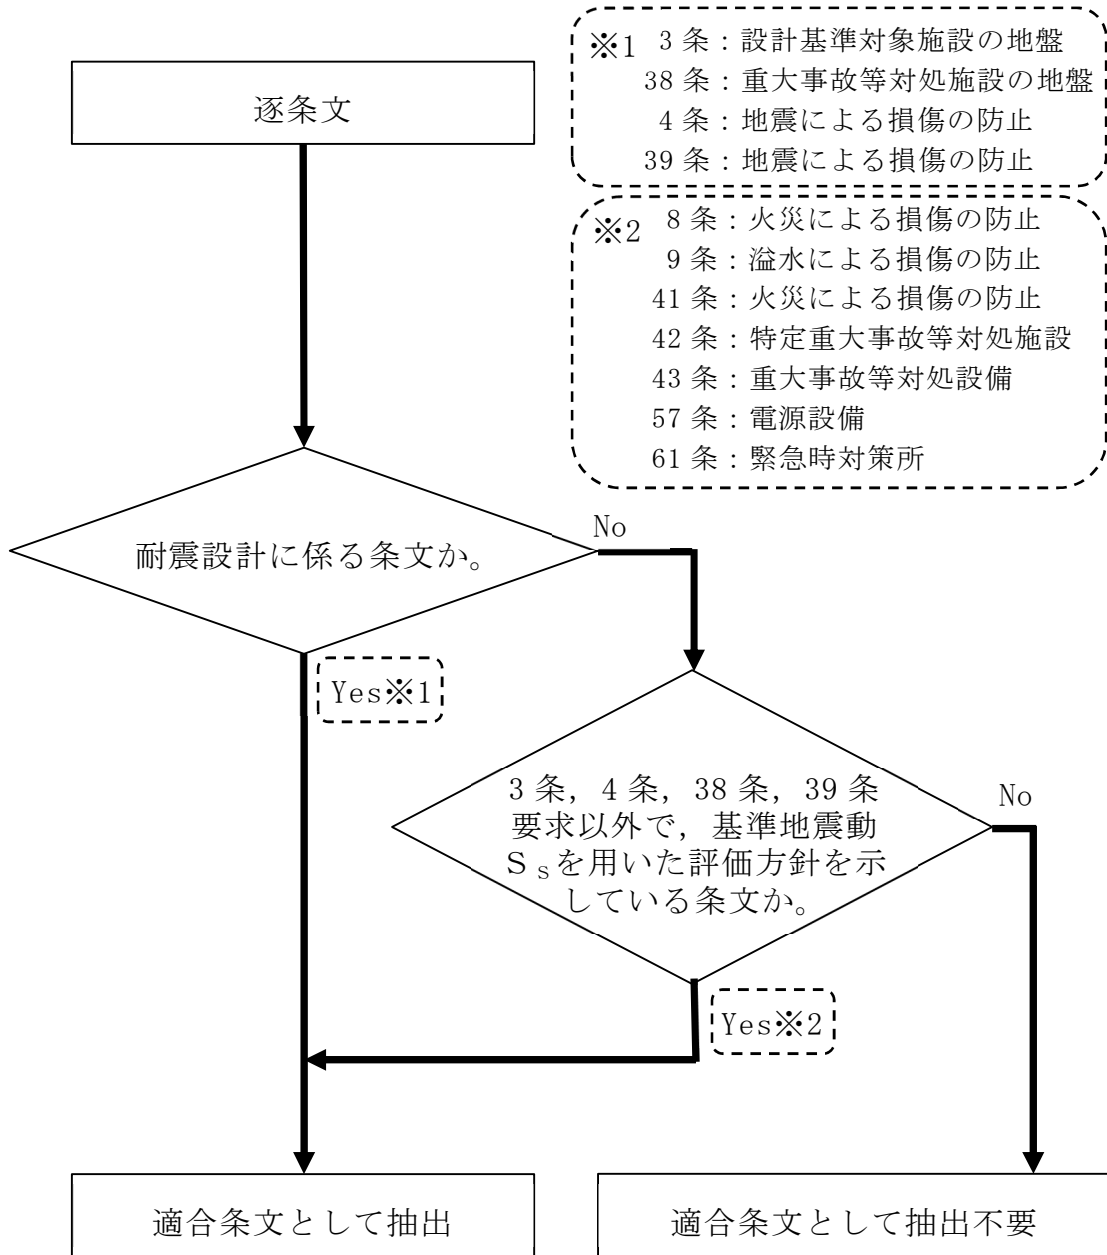 逐条文
※1 3条：設計基準対象施設の地盤
38条：重大事故等対処施設の地盤
4条：地震による損傷の防止
39条：地震による損傷の防止
※2 8条：火災による損傷の防止
9条：溢水による損傷の防止
41条：火災による損傷の防止
42条：特定重大事故等対処施設
43条：重大事故等対処設備
57条：電源設備
61条：緊急時対策所
耐震設計に係る条文か。
No
Yes※1
3条，4条，38条，39条
要求以外で，基準地震動
Ｓsを用いた評価方針を示
している条文か。
No
Yes※2
適合条文として抽出
適合条文として抽出不要